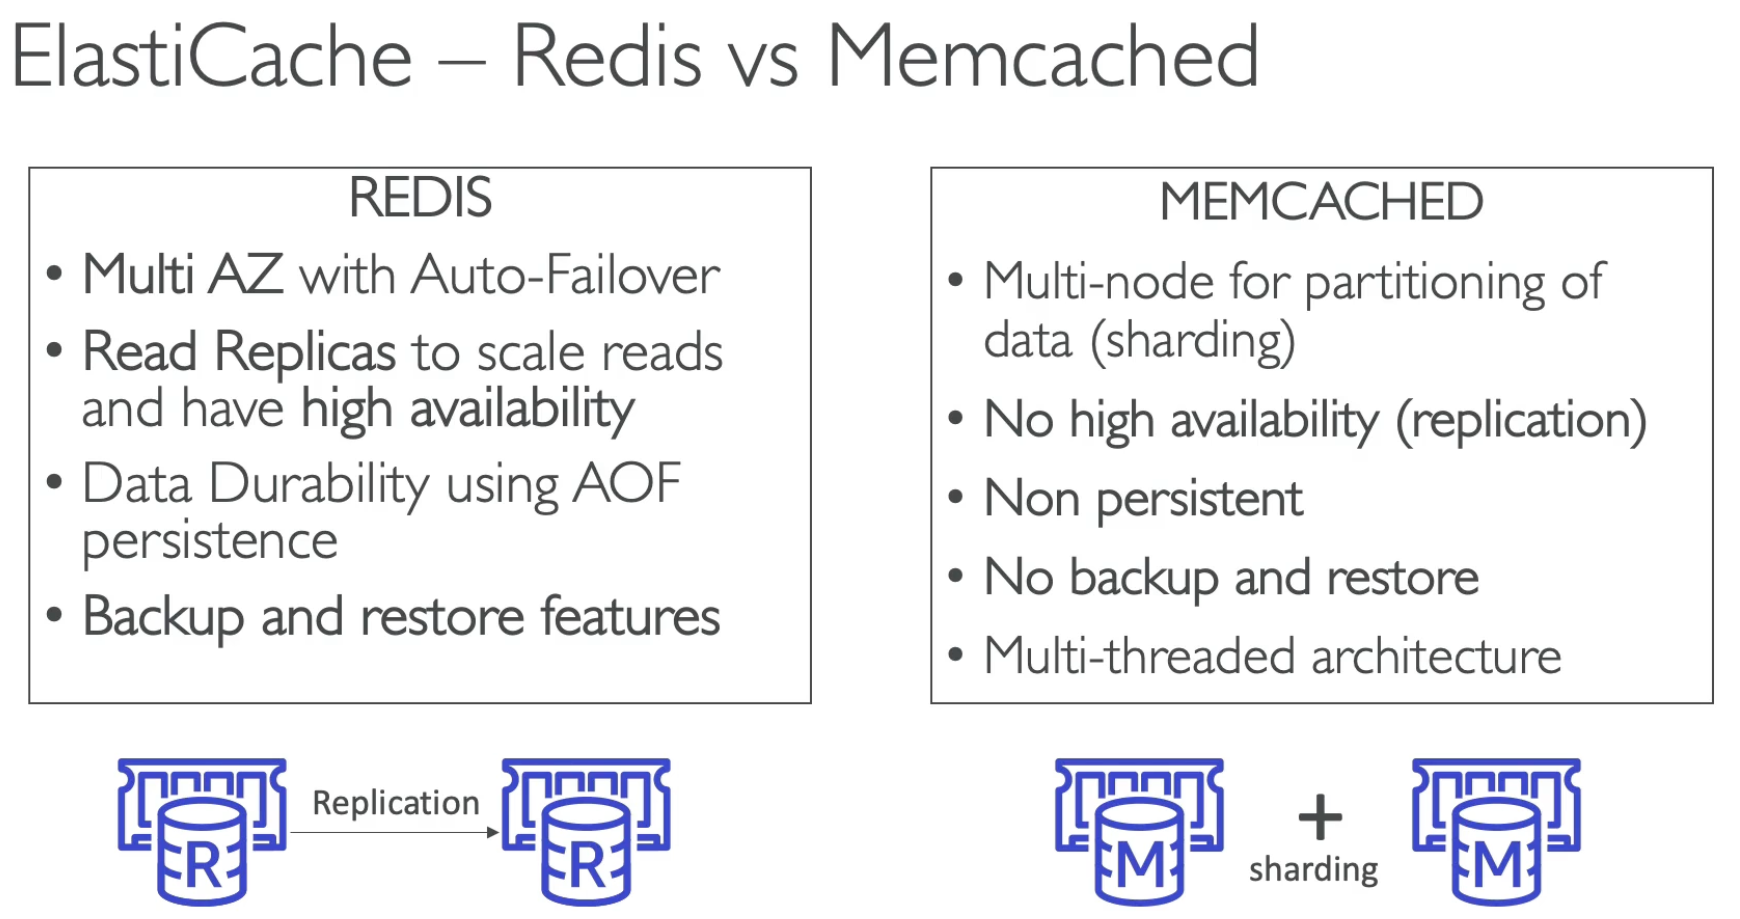 ElastiCache – Redis vs Memcached
REDIS
• Multi AZ with Auto-Failover
• Read Replicas to scale reads
and have high availability
• Data Durability using AOF
persistence
• Backup and restore features
MEMCACHED
• Multi-node for partitioning of
data (sharding)
• No high availability (replication)
• Non persistent
• No backup and restore
• Multi-threaded architecture
R
Replication
R
M
+
sharding
M